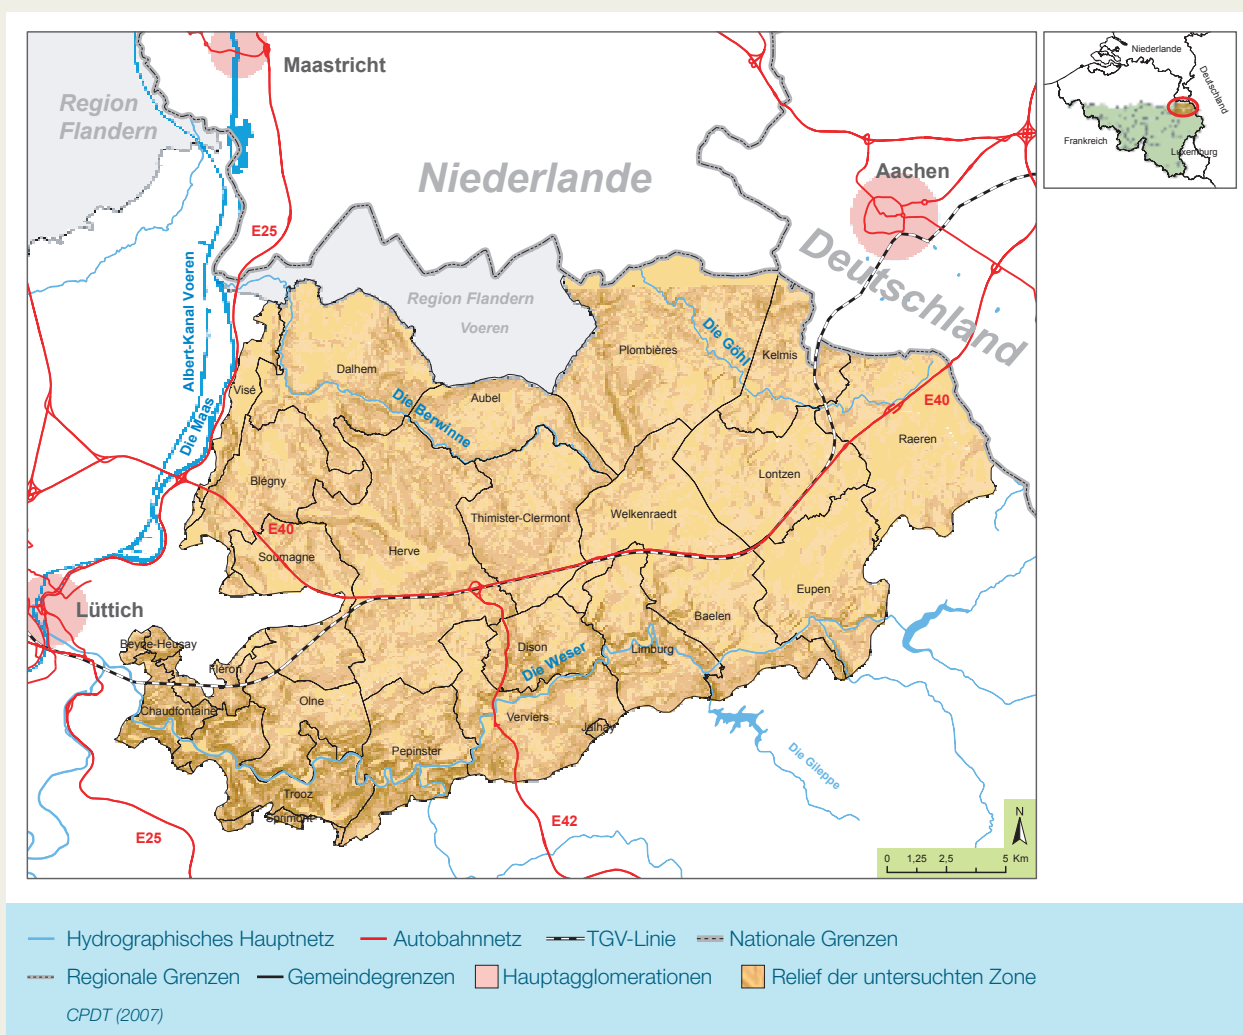 Maastricht
Region
Flandern
Niederlande
Aachen
Deutschland
E25
Albert-Kanal Voeren
Die Maas
Region Flandern
Voeren
Die Göhl
Plombières
Kelmis
Dalhem
Visé
Aubel
Die Berwinne
E40
Raeren
Blégny
Lontzen
Thimister-Clermont
Welkenraedt
E40
Soumagne
Herve
Eupen
Lüttich
Baelen
Beyne-Heusay
Dison
Limburg
Die Weser
Fléron
Olne
Chaudfontaine
Verviers
Jalhay
Pepinster
Die Gileppe
Trooz
Sprimont
E42
E25
N
0 1,25 2,5 5 Km
Niederlande
Deutschland
Frankreich
Luxemburg
Hydrographisches Hauptnetz Autobahnnetz TGV-Linie Nationale Grenzen
Regionale Grenzen Gemeindegrenzen Hauptagglomerationen Relief der untersuchten Zone
CPDT (2007)